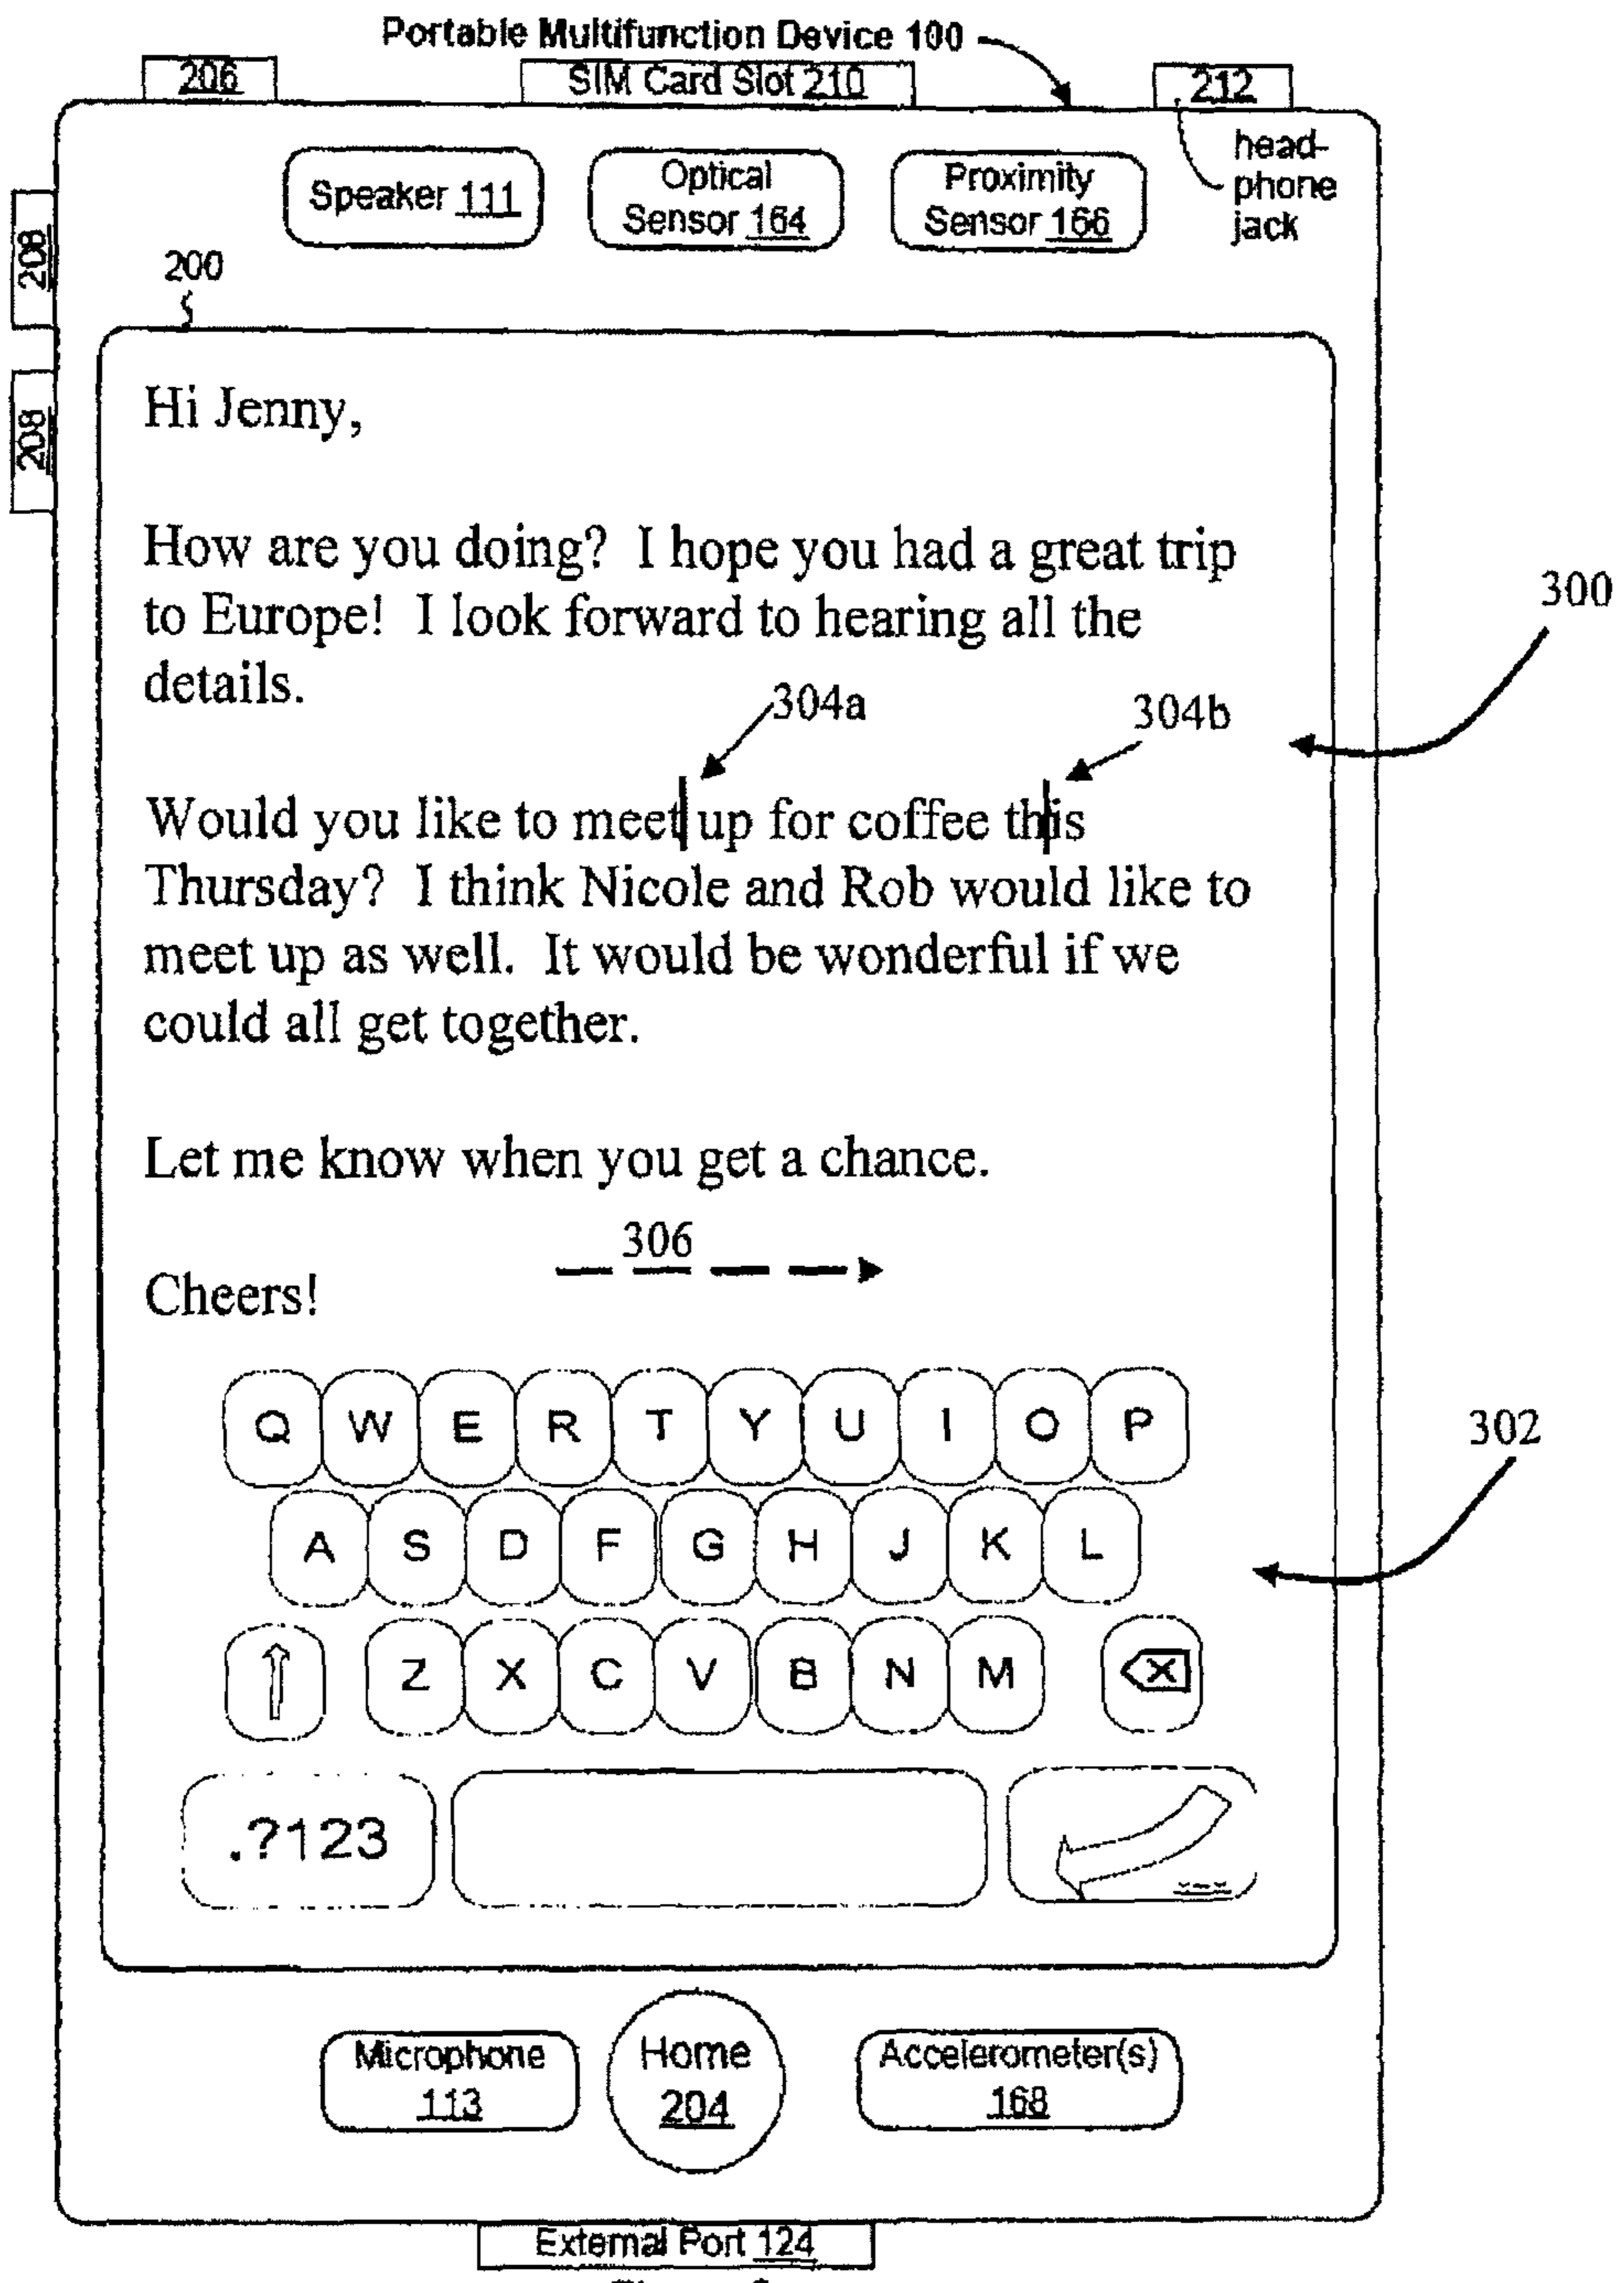 Portable Multifunction Device 100
206
SIM Card Slot 210
212
head-
phone
jack
Speaker 111
Optical
Sensor 164
Proximity
Sensor 166
208
200
208
Hi Jenny,
How are you doing? I hope you had a great trip
to Europe! I look forward to hearing all the
details.
300
304a
304b
Would you like to meet up for coffee this
Thursday? I think Nicole and Rob would like to
meet up as well. It would be wonderful if we
could all get together.
Let me know when you get a chance.
306
Cheers!
Q W E R T Y U I O P
302
A S D F G H J K L
Z X C V B N M
.?123
Microphone
113
Home
204
Accelerometer(s)
168
External Port 124